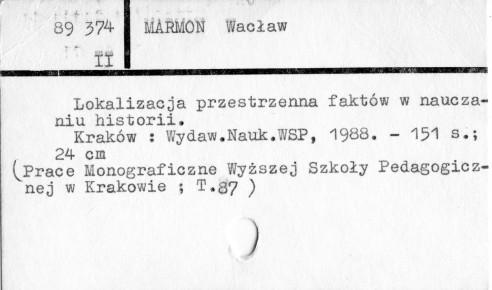 89 374
II
MARMON Wacław
Lokalizacja przestrzenna faktów w naucza-
niu historii.
Kraków : Wydaw.Nauk.WSP, 1988. - 151 s.;
24 cm
(Prace Monograficzne Wyższej Szkoły Pedagogicz-
nej w Krakowie ; T.87 )